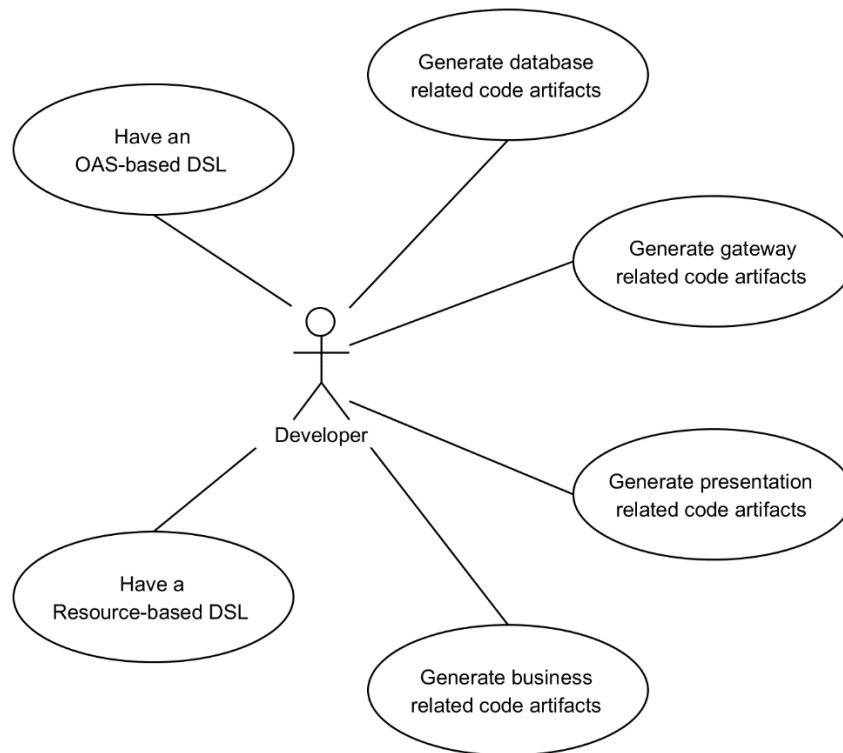 Generate database
related code artifacts
Have an
OAS-based DSL
Generate gateway
related code artifacts
Developer
Generate presentation
related code artifacts
Have a
Resource-based DSL
Generate business
related code artifacts